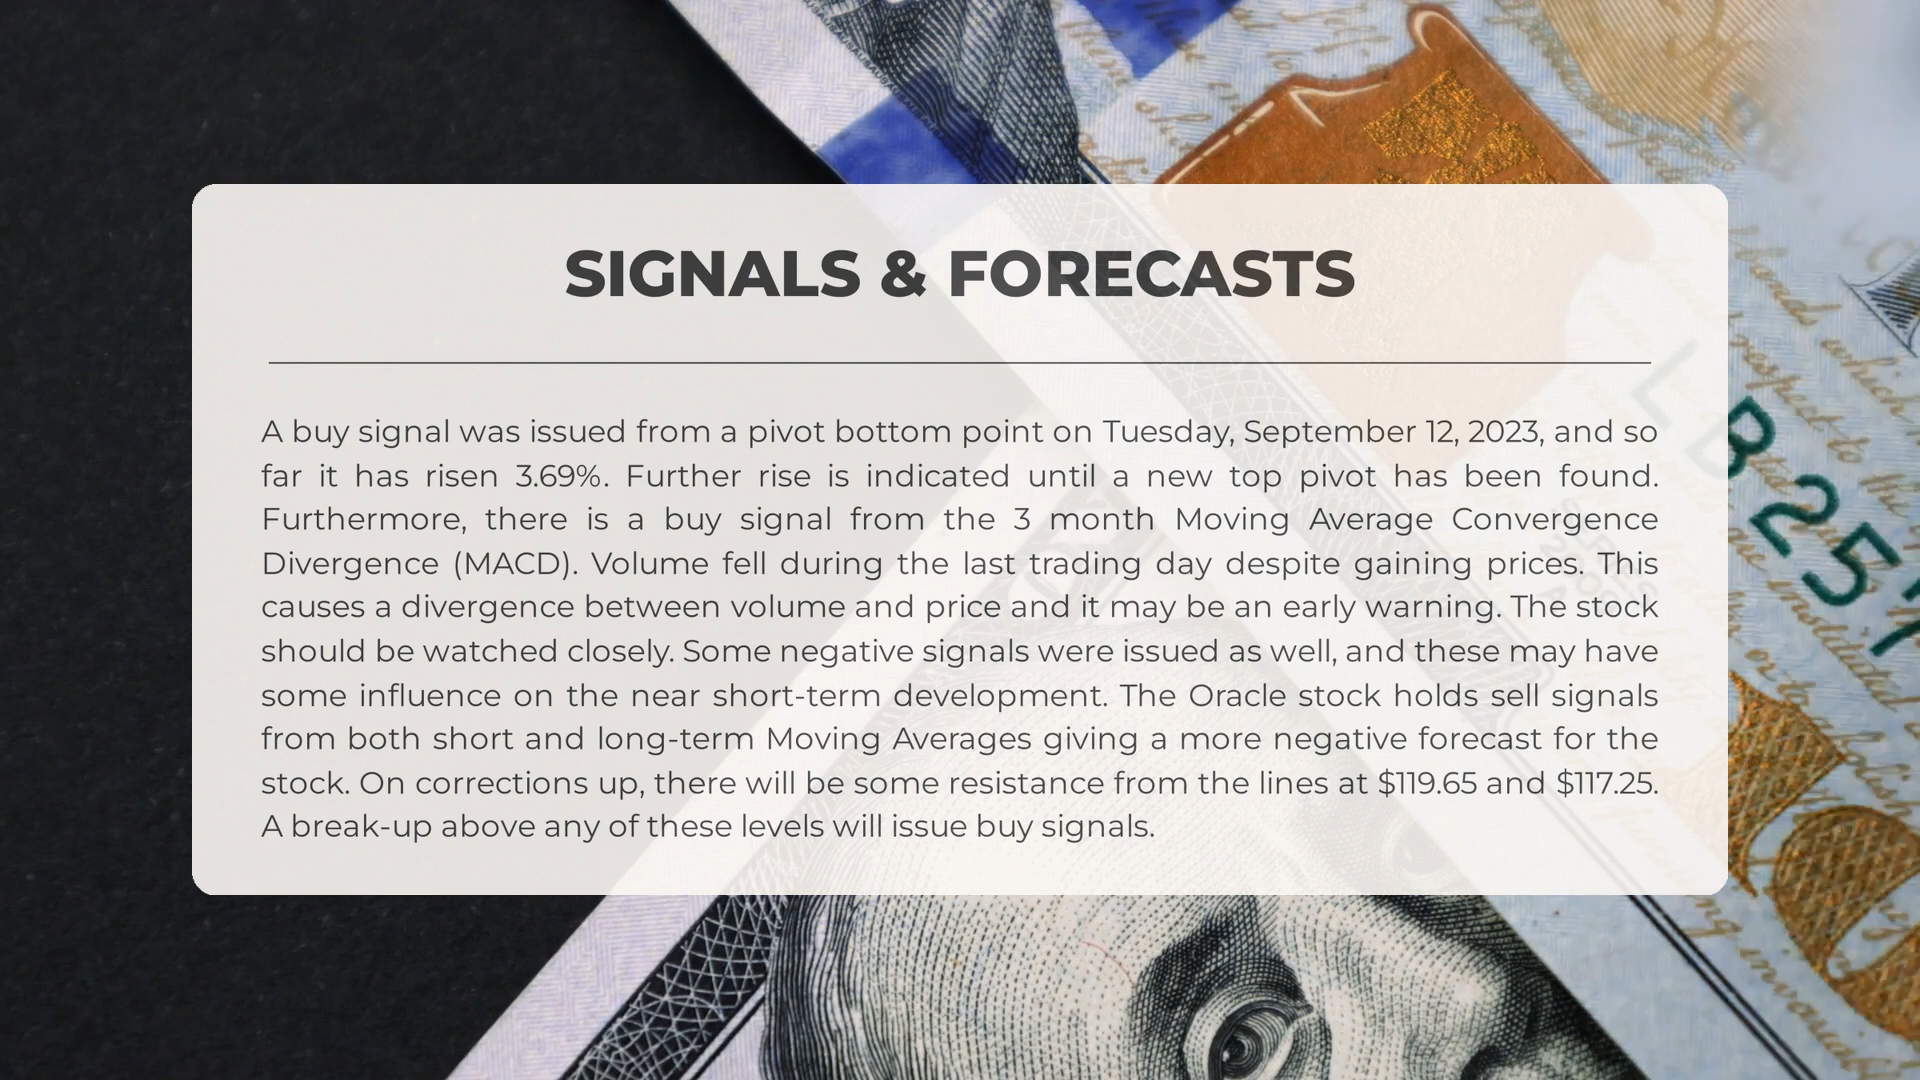 SIGNALS & FORECASTS
A buy signal was issued from a pivot bottom point on Tuesday, September 12, 2023, and so
far it has risen 3.69%. Further rise is indicated until a new top pivot has been found.
Furthermore, there is a buy signal from the 3 month Moving Average Convergence
Divergence (MACD). Volume fell during the last trading day despite gaining prices. This
causes a divergence between volume and price and it may be an early warning. The stock
should be watched closely. Some negative signals were issued as well, and these may have
some influence on the near short-term development. The Oracle stock holds sell signals
from both short and long-term Moving Averages giving a more negative forecast for the
stock. On corrections up, there will be some resistance from the lines at $119.65 and $117.25.
A break-up above any of these levels will issue buy signals.
LB25